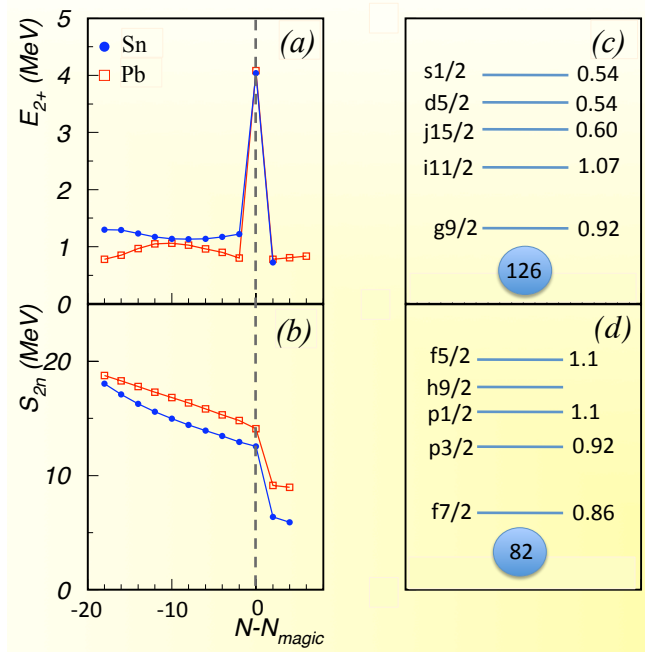 (a)
Sn
Pb
E2+ (MeV)
5
4
3
2
1
0
(b)
S2n (MeV)
20
10
0
-20
-10
0
N-Nmagic
(c)
s1/2 0.54
d5/2 0.54
j15/2 0.60
i11/2 1.07
g9/2 0.92
126
(d)
f5/2 1.1
h9/2
p1/2 1.1
p3/2 0.92
f7/2 0.86
82